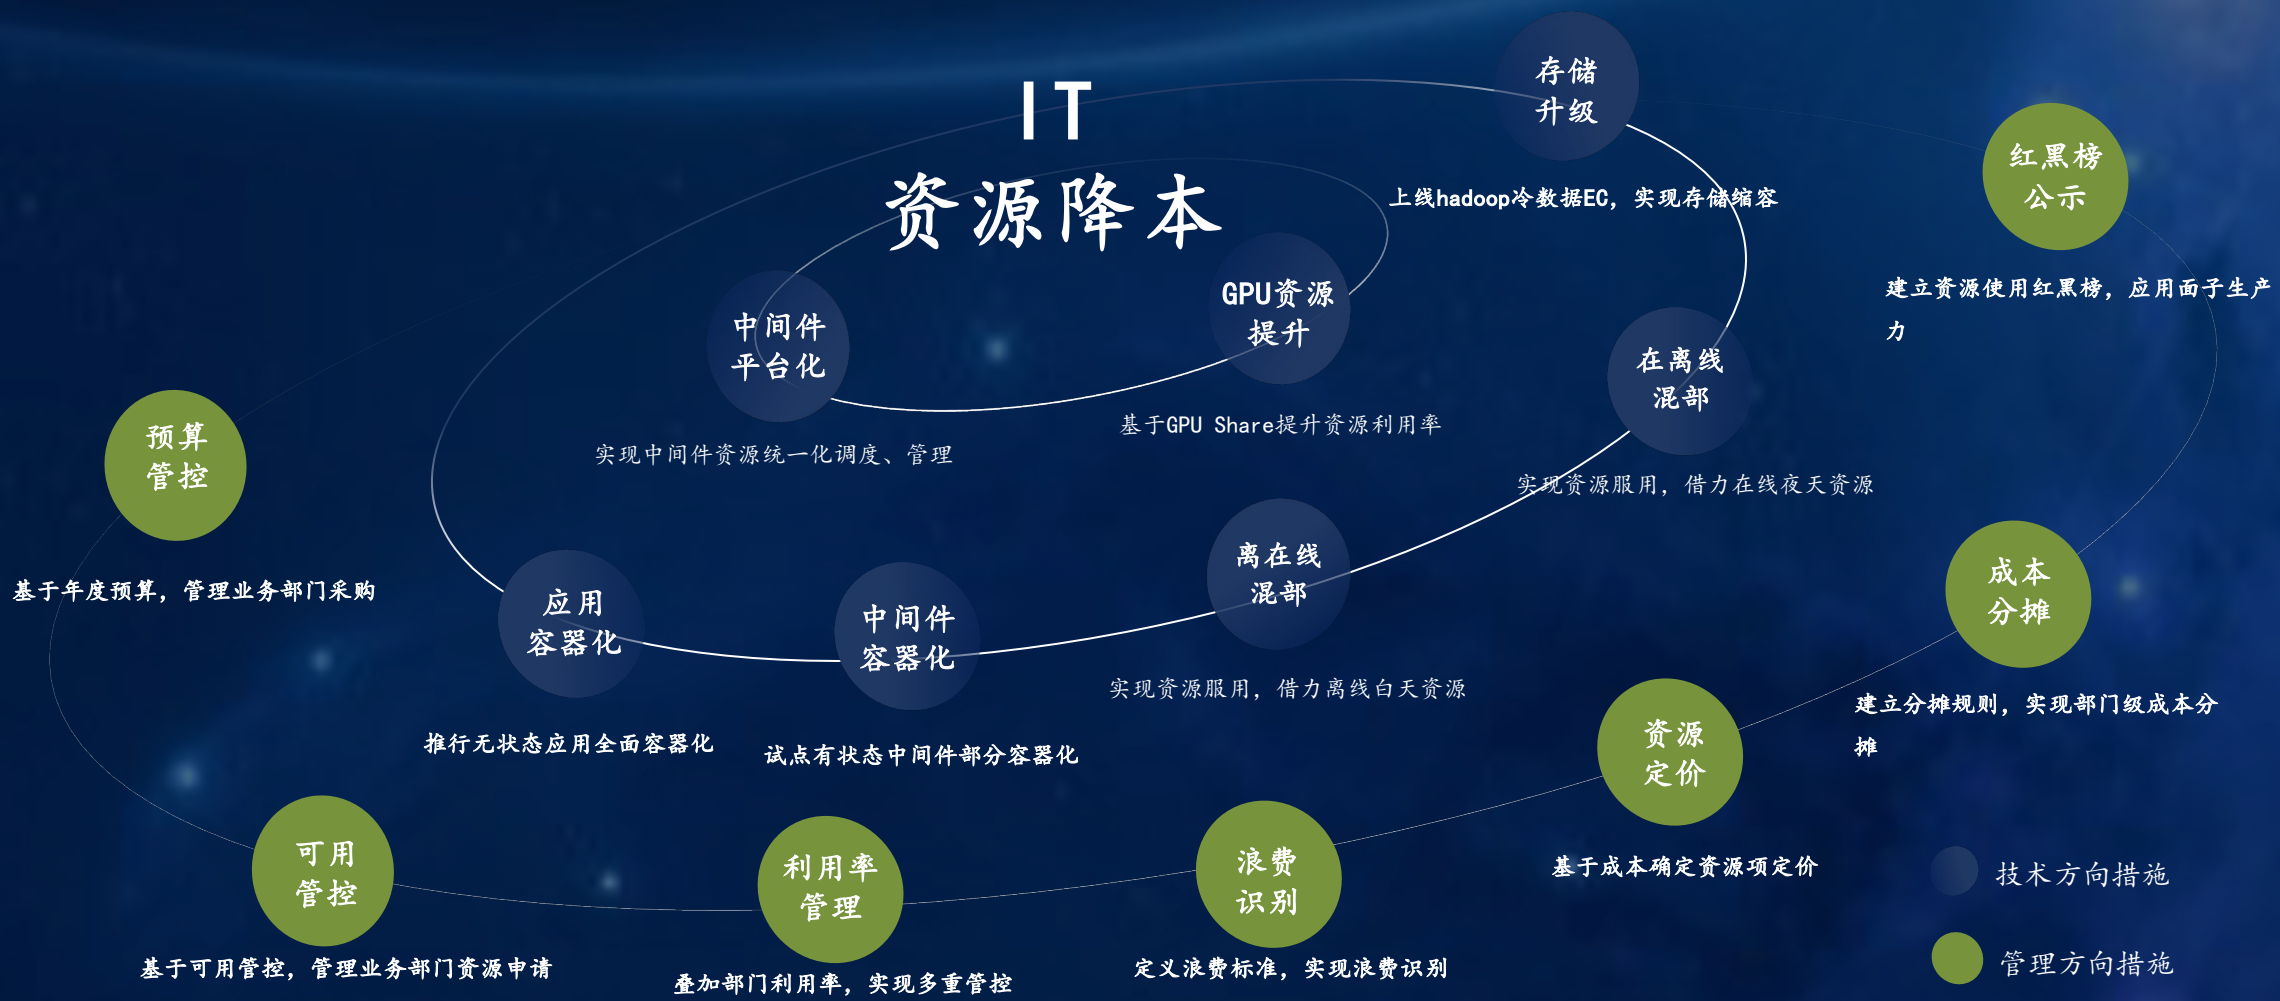 IT
资源降本
存储
升级
上线hadoop冷数据EC，实现存储缩容
红黑榜
公示
建立资源使用红黑榜，应用面子生产
力
中间件
平台化
实现中间件资源统一化调度、管理
GPU资源
提升
基于GPU Share提升资源利用率
在离线
混部
实现资源服用，借力在线夜天资源
预算
管控
基于年度预算，管理业务部门采购
应用
容器化
推行无状态应用全面容器化
中间件
容器化
试点有状态中间件部分容器化
离在线
混部
实现资源服用，借力离线白天资源
成本
分摊
建立分摊规则，实现部门级成本分
摊
资源
定价
基于成本确定资源项定价
可用
管控
基于可用管控，管理业务部门资源申请
利用率
管理
叠加部门利用率，实现多重管控
浪费
识别
定义浪费标准，实现浪费识别
技术方向措施
管理方向措施